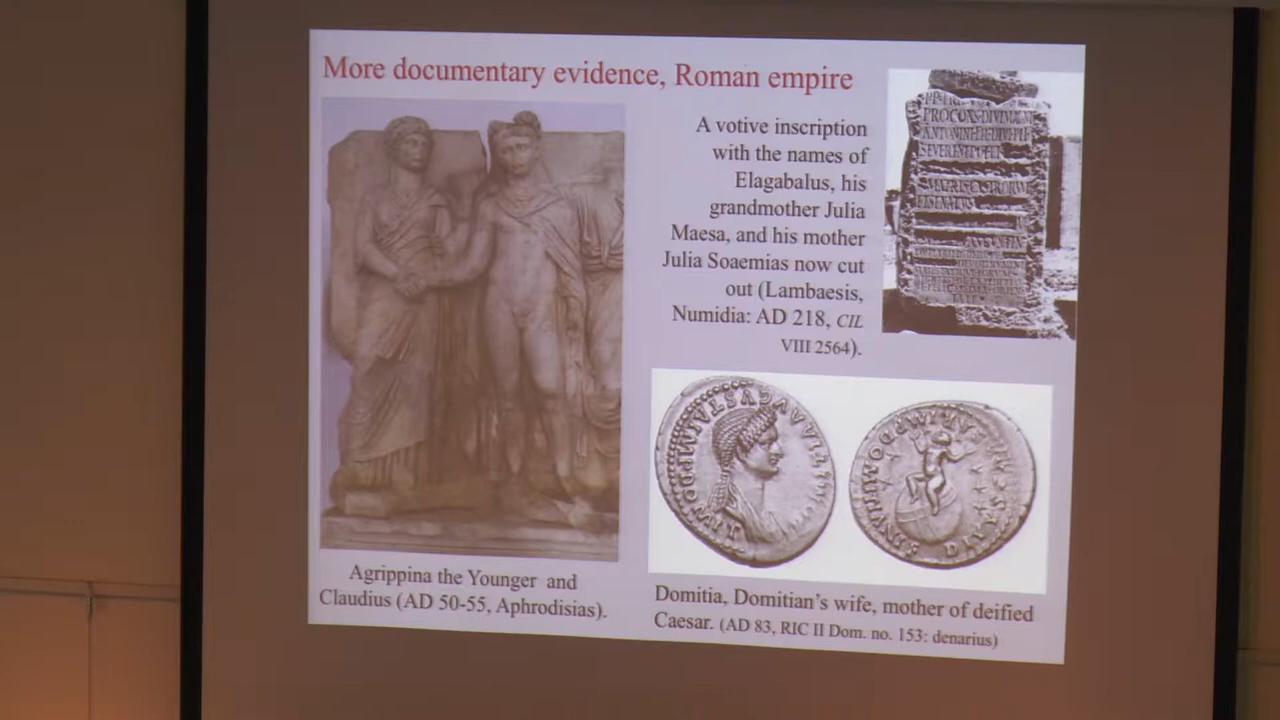 More documentary evidence, Roman empire
A votive inscription
with the names of
Elagabalus, his
grandmother Julia
Maesa, and his mother
Julia Soaemias now cut
out (Lambaesis,
Numidia: AD 218, CIL
VIII 2564).
Agrippina the Younger and
Claudius (AD 50-55, Aphrodisias).
Domitia, Domitian's wife, mother of deified
Caesar. (AD 83, RIC II Dom. no. 153: denarius)